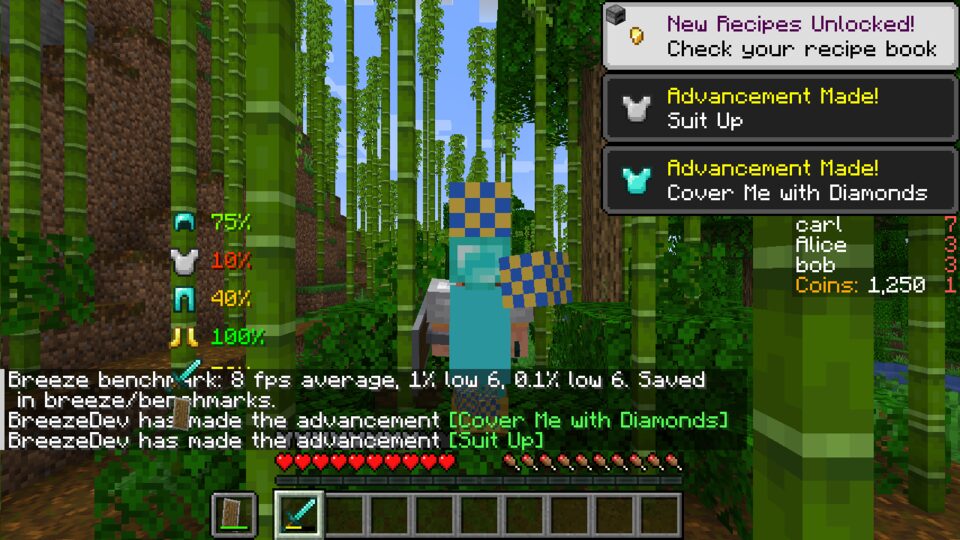 New Recipes Unlocked!
Check your recipe book
Advancement Made!
Suit Up
Advancement Made!
Cover Me with Diamonds
carl 7
Alice 3
bob 3
Coins: 1,250 1
75%
10%
40%
100%
Breeze benchmark: 8 fps average, 1% low 6, 0.1% low 6. Saved
in breeze/benchmarks.
BreezeDev has made the advancement [Cover Me with Diamonds]
BreezeDev has made the advancement [Suit Up]